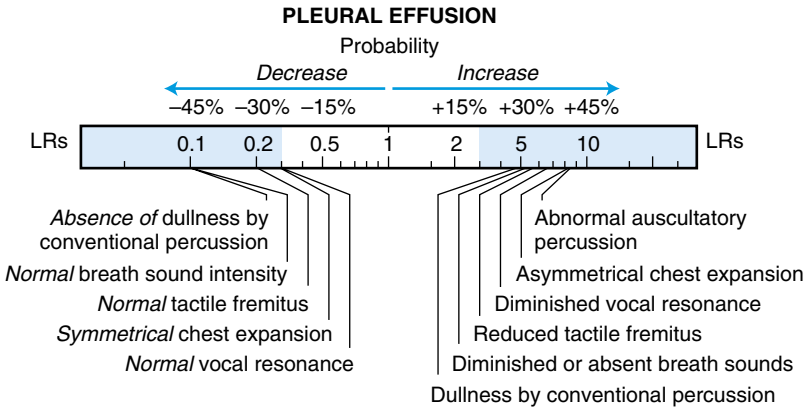 PLEURAL EFFUSION
Probability
Decrease Increase
–45% –30% –15% +15% +30% +45%
LRs 0.1 0.2 0.5 1 2 5 10 LRs
Absence of dullness by
conventional percussion
Normal breath sound intensity
Normal tactile fremitus
Symmetrical chest expansion
Normal vocal resonance
Abnormal auscultatory
percussion
Asymmetrical chest expansion
Diminished vocal resonance
Reduced tactile fremitus
Diminished or absent breath sounds
Dullness by conventional percussion